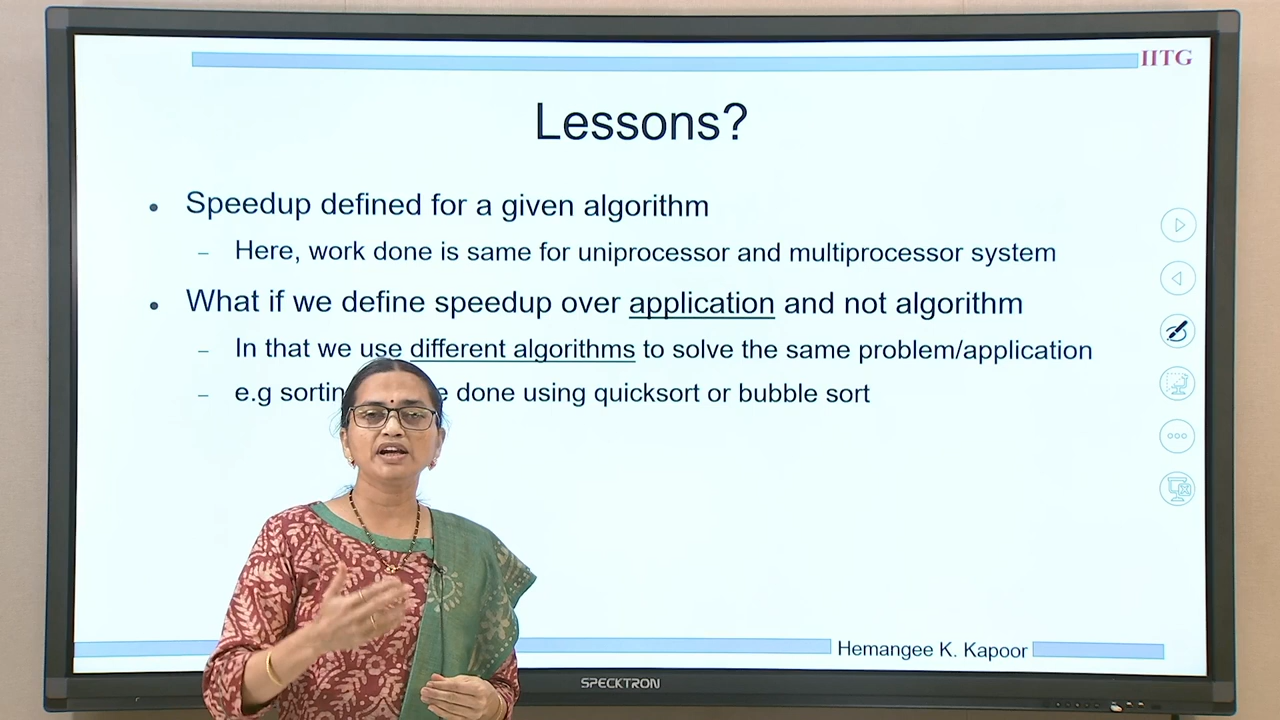 IITG
Lessons?
• Speedup defined for a given algorithm
– Here, work done is same for uniprocessor and multiprocessor system
• What if we define speedup over application and not algorithm
– In that we use different algorithms to solve the same problem/application
– e.g done using quicksort or bubble sort
Hemangee K. Kapoor
SPECKTRON